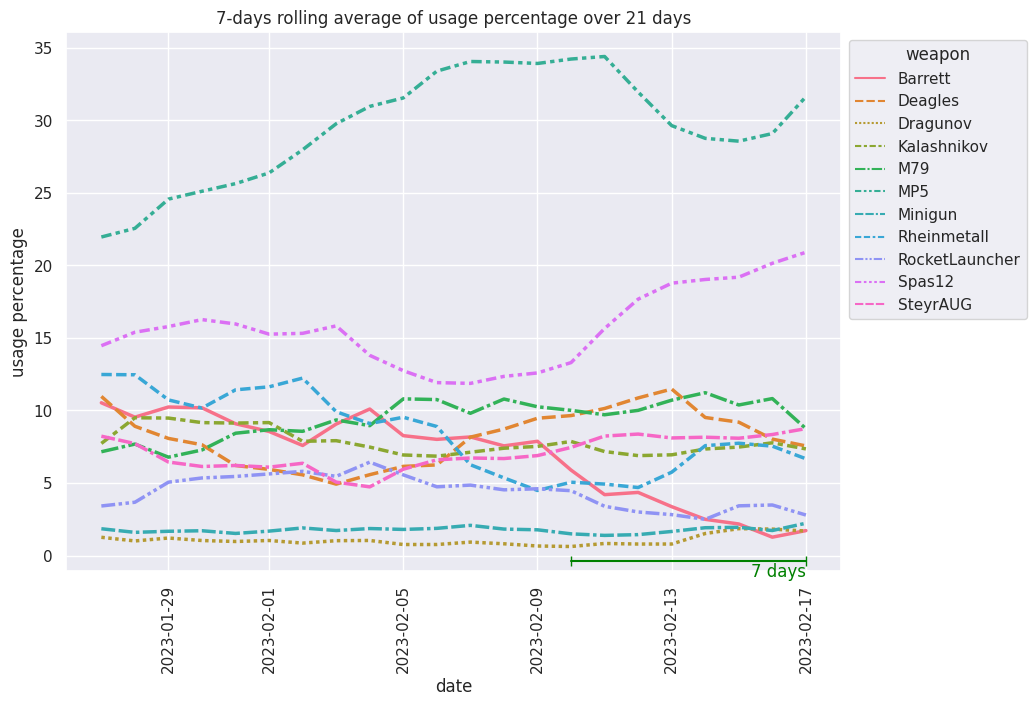 7-days rolling average of usage percentage over 21 days
usage percentage
35
30
25
20
15
10
5
0
weapon
Barrett
Deagles
Dragunov
Kalashnikov
M79
MP5
Minigun
Rheinmetall
RocketLauncher
Spas12
SteyrAUG
7 days
2023-01-29
2023-02-01
2023-02-05
2023-02-09
2023-02-13
2023-02-17
date